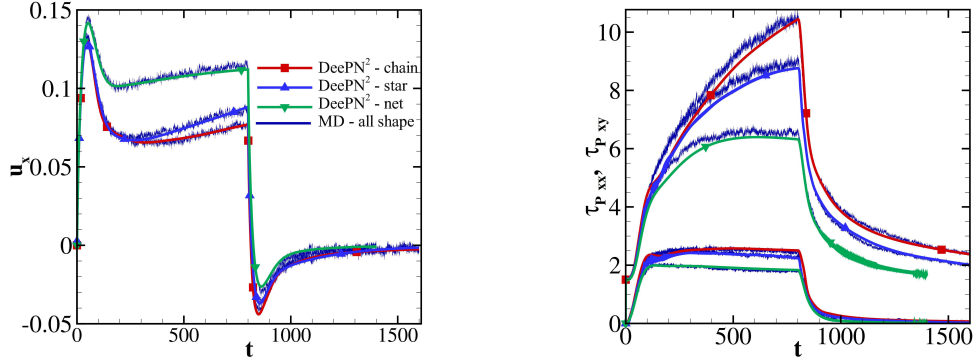 0.15
0.1
0.05
0
-0.05
u_x
0
500
1000
1500
t
DeePN² - chain
DeePN² - star
DeePN² - net
MD - all shape
10
8
6
4
2
0
τ_P xx, τ_P xy
0
500
1000
1500
t